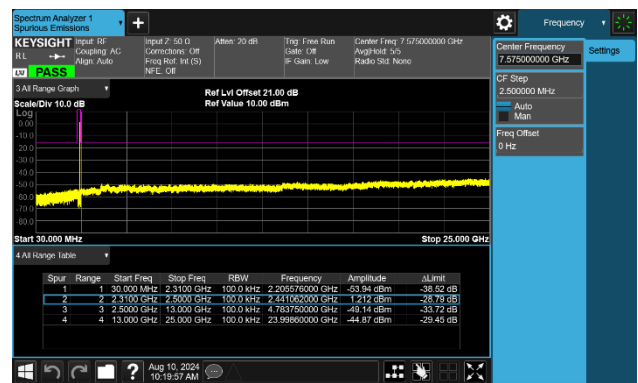 Spectrum Analyzer 1
Spurious Emissions
Frequency
KEYSIGHT
RL
LV PASS
Input: RF
Coupling: AC
Align: Auto
Input Z: 50 Ω
Corrections: Off
Freq Ref: Int (S)
NFE: Off
Atten: 20 dB
Trig: Free Run
Gate: Off
IF Gain: Low
Center Freq: 7.575000000 GHz
Avg|Hold: 5/5
Radio Std: None
Center Frequency
7.575000000 GHz
Settings
CF Step
2.500000 MHz
Auto
Man
Freq Offset
0 Hz
3 All Range Graph
Scale/Div 10.0 dB
Ref Lvl Offset 21.00 dB
Ref Value 10.00 dBm
Log
0.00
-10.0
-20.0
-30.0
-40.0
-50.0
-60.0
-70.0
-80.0
Start 30.000 MHz
Stop 25.000 GHz
4 All Range Table
Spur Range Start Freq Stop Freq RBW Frequency Amplitude ΔLimit
1 1 30.000 MHz 2.3100 GHz 100.0 kHz 2.205576000 GHz -53.94 dBm -38.52 dB
2 2 2.3100 GHz 2.5000 GHz 100.0 kHz 2.441062000 GHz 1.212 dBm -28.79 dB
3 3 2.5000 GHz 13.000 GHz 100.0 kHz 4.783750000 GHz -49.14 dBm -33.72 dB
4 4 13.000 GHz 25.000 GHz 100.0 kHz 23.99860000 GHz -44.87 dBm -29.45 dB
?
Aug 10, 2024
10:19:57 AM